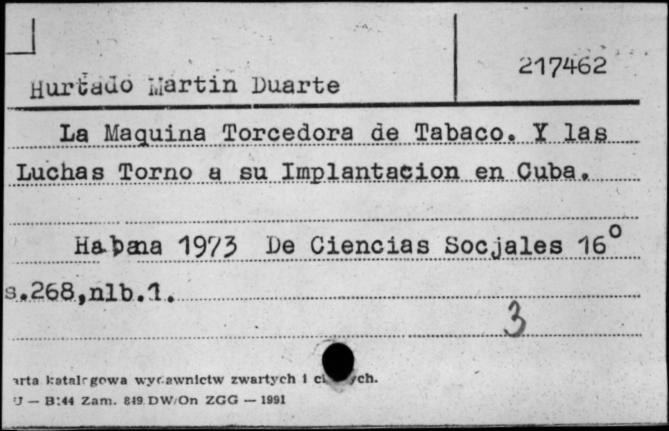 217462
Hurtado Martin Duarte
La Maquina Torcedora de Tabaco. Y las
Luchas Torno a su Implantacion en Cuba.
Habana 1973 De Ciencias Socjales 16°
s.268,nlb.1.
3
arta katalogowa wydawnictw zwartych i ych.
U — B:44 Zam. 849 DW/On ZGG — 1991